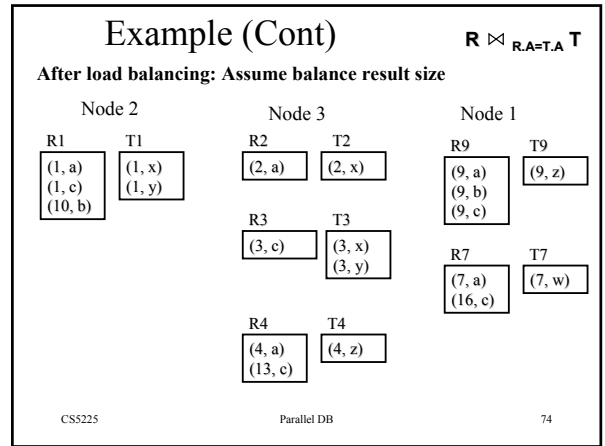 Example (Cont)
R ⋈ R.A=T.A T
After load balancing: Assume balance result size
Node 2
R1 T1
(1, a) (1, x)
(1, c) (1, y)
(10, b)
Node 3
R2 T2
(2, a) (2, x)
R3 T3
(3, c) (3, x)
(3, y)
R4 T4
(4, a) (4, z)
(13, c)
Node 1
R9 T9
(9, a) (9, z)
(9, b)
(9, c)
R7 T7
(7, a) (7, w)
(16, c)
CS5225 Parallel DB 74